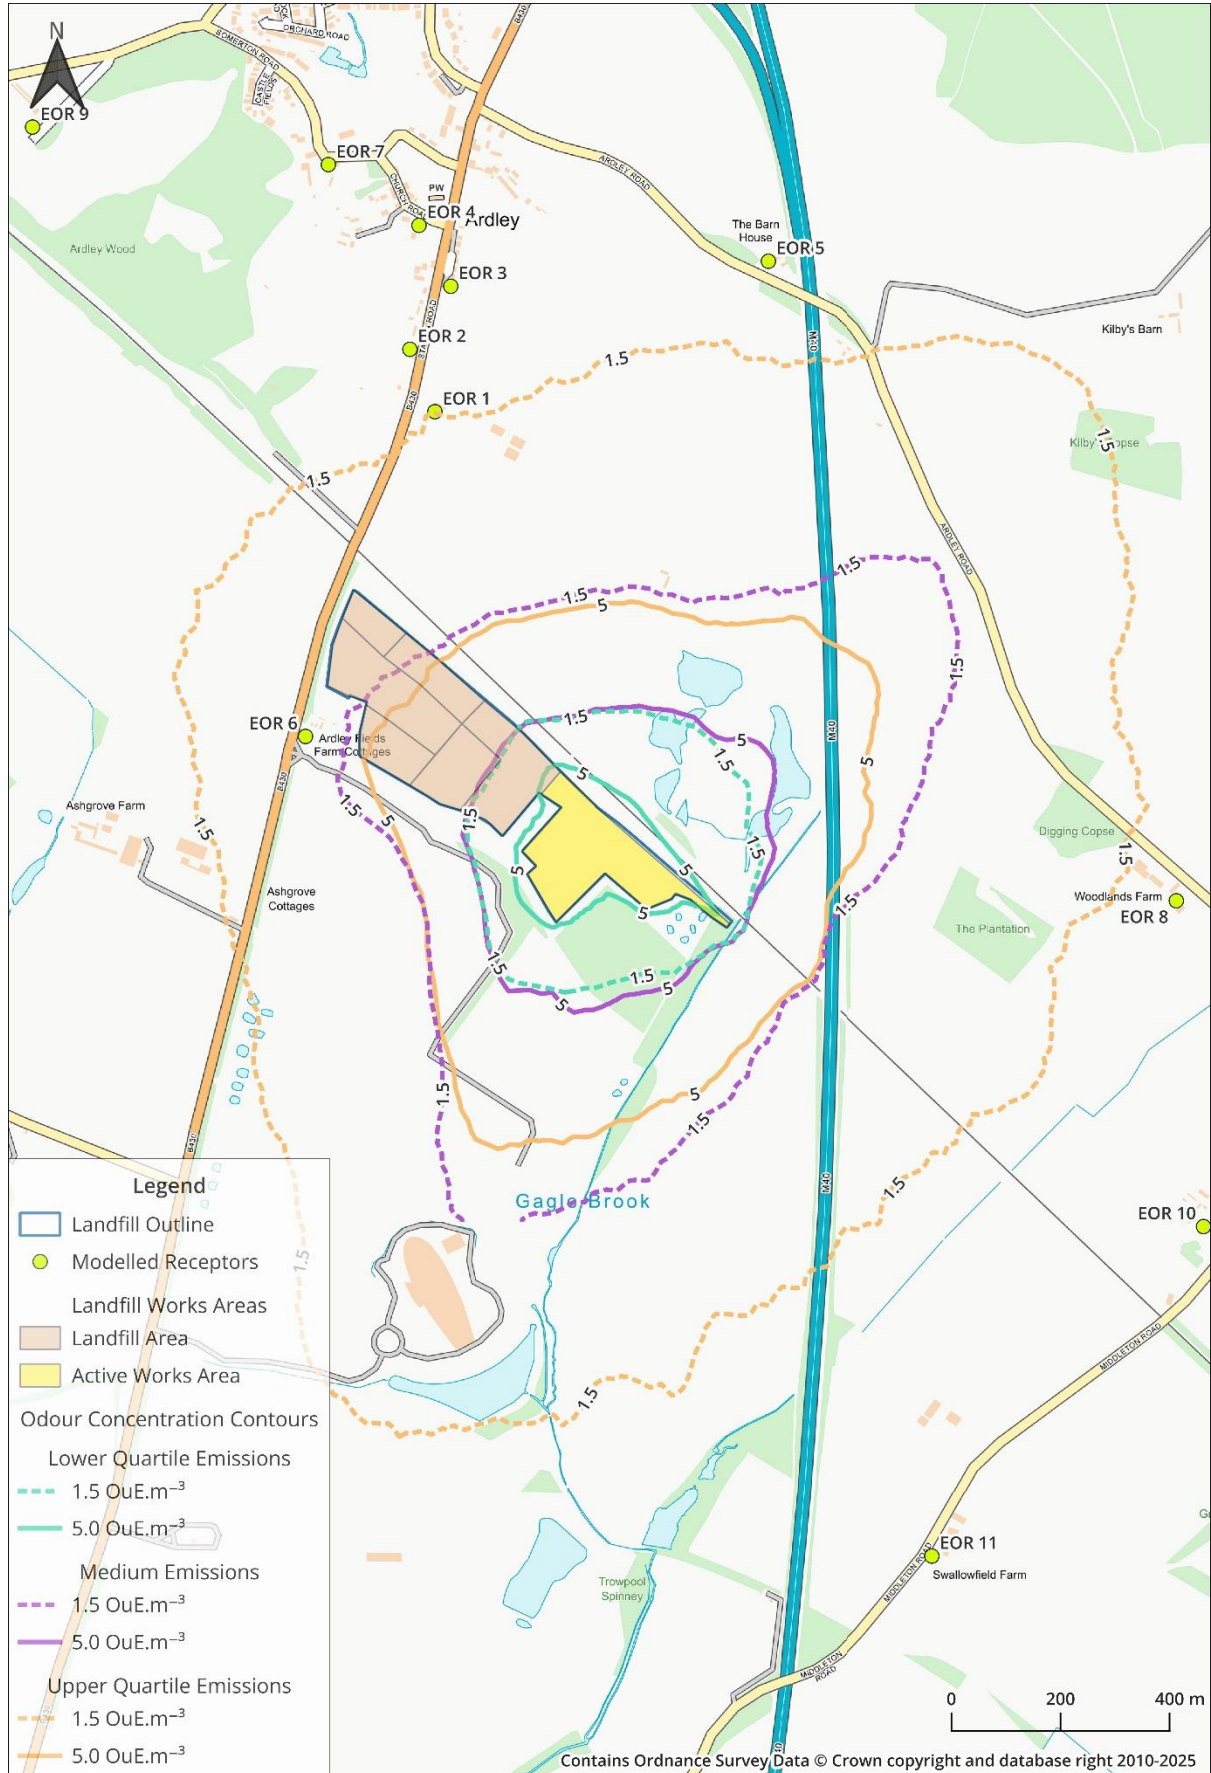 N
ORCHARD ROAD
SOMERTON ROAD
CASTLE
FIELDS
B430
EOR 9
EOR 7
PW
CHURCH ROAD
EOR 4
Ardley
ARDLEY ROAD
The Barn
House
EOR 5
Ardley Wood
EOR 3
EOR 2
M40
Kilby's Barn
1.5
EOR 1
B430
1.5
1.5
ARDLEY ROAD
1.5
1.5
5
1.5
EOR 6
Ardley Fields
Farm Cottages
1.5
5
1.5
M40
5
5
B430
Ashgrove Farm
1.5
1.5
5
1.5
1.5
5
5
Digging Copse
1.5
Ashgrove
Cottages
5
1.5
Woodlands Farm
EOR 8
The Plantation
1.5
1.5
5
5
1.5
5
1.5
B430
M40
1.5
Gagle Brook
EOR 10
1.5
MIDDLETON ROAD
1.5
EOR 11
Swallowfield Farm
MIDDLETON ROAD
Trowpool
Spinney
MIDDLETON
ROAD
Legend
Landfill Outline
Modelled Receptors
Landfill Works Areas
Landfill Area
Active Works Area
Odour Concentration Contours
Lower Quartile Emissions
1.5 OuE.m⁻³
5.0 OuE.m⁻³
Medium Emissions
1.5 OuE.m⁻³
5.0 OuE.m⁻³
Upper Quartile Emissions
1.5 OuE.m⁻³
5.0 OuE.m⁻³
B430
0 200 400 m
Contains Ordnance Survey Data © Crown copyright and database right 2010-2025